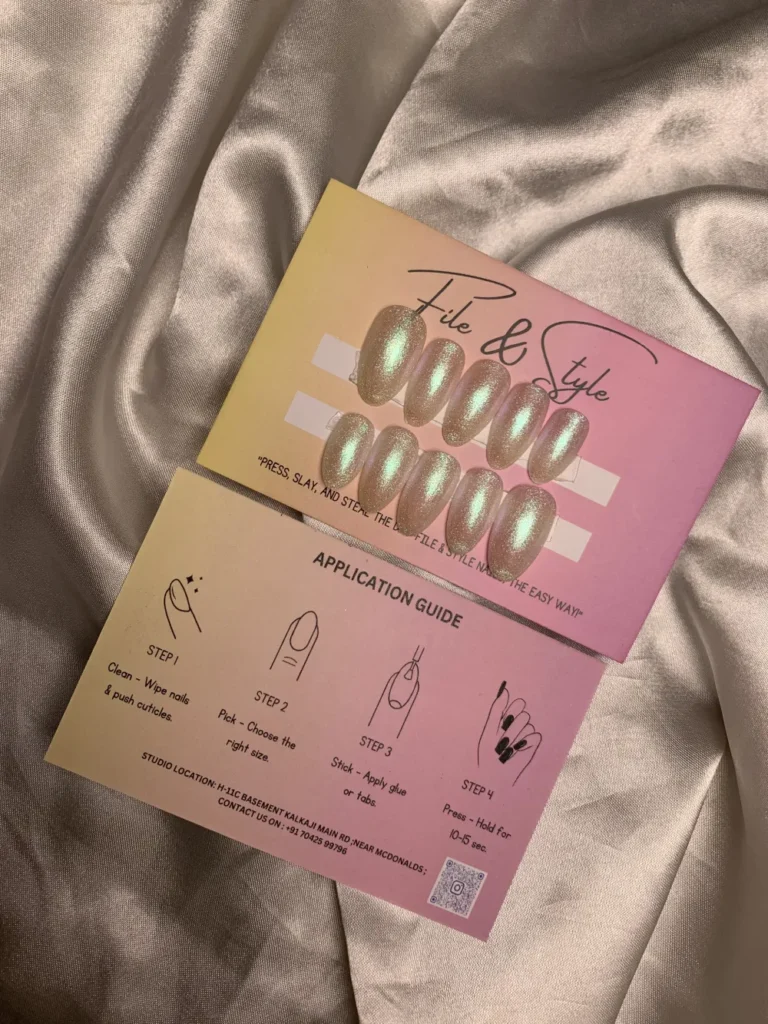 File & Style
"PRESS, SLAY, AND STEAL THE FILE & STYLE THE EASY WAY!"
APPLICATION GUIDE
STEP 1
Clean - Wipe nails
& push cuticles.
STEP 2
Pick - Choose the
right size.
STEP 3
Stick - Apply glue
or tabs.
STEP 4
Press - Hold for
10-15 sec.
STUDIO LOCATION: H-11C BASEMENT KALKAJI MAIN RD ;NEAR MCDONALDS ;
CONTACT US ON : +91 70425 99796